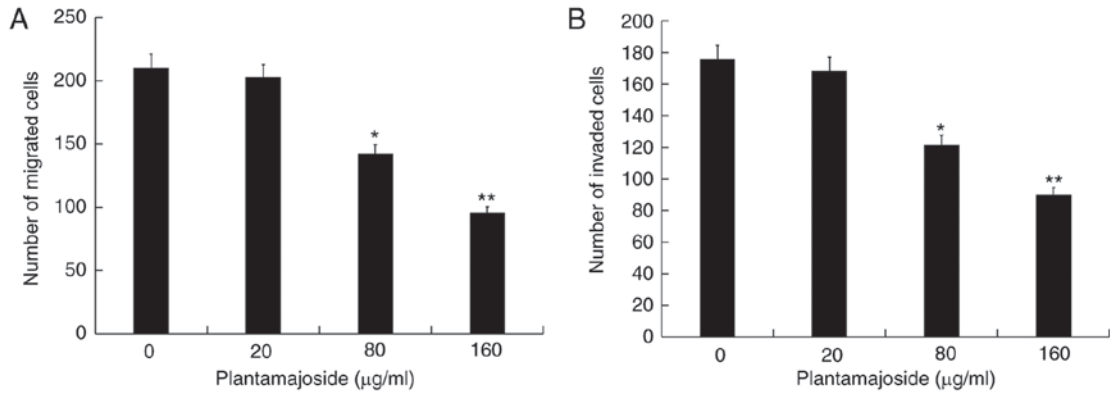 A
Number of migrated cells
250
200
150
100
50
0
*
**
0 20 80 160
Plantamajoside (μg/ml)
B
Number of invaded cells
200
180
160
140
120
100
80
60
40
20
0
*
**
0 20 80 160
Plantamajoside (μg/ml)